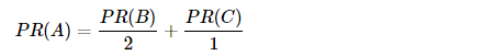 PR(A) = PR(B)/2 + PR(C)/1